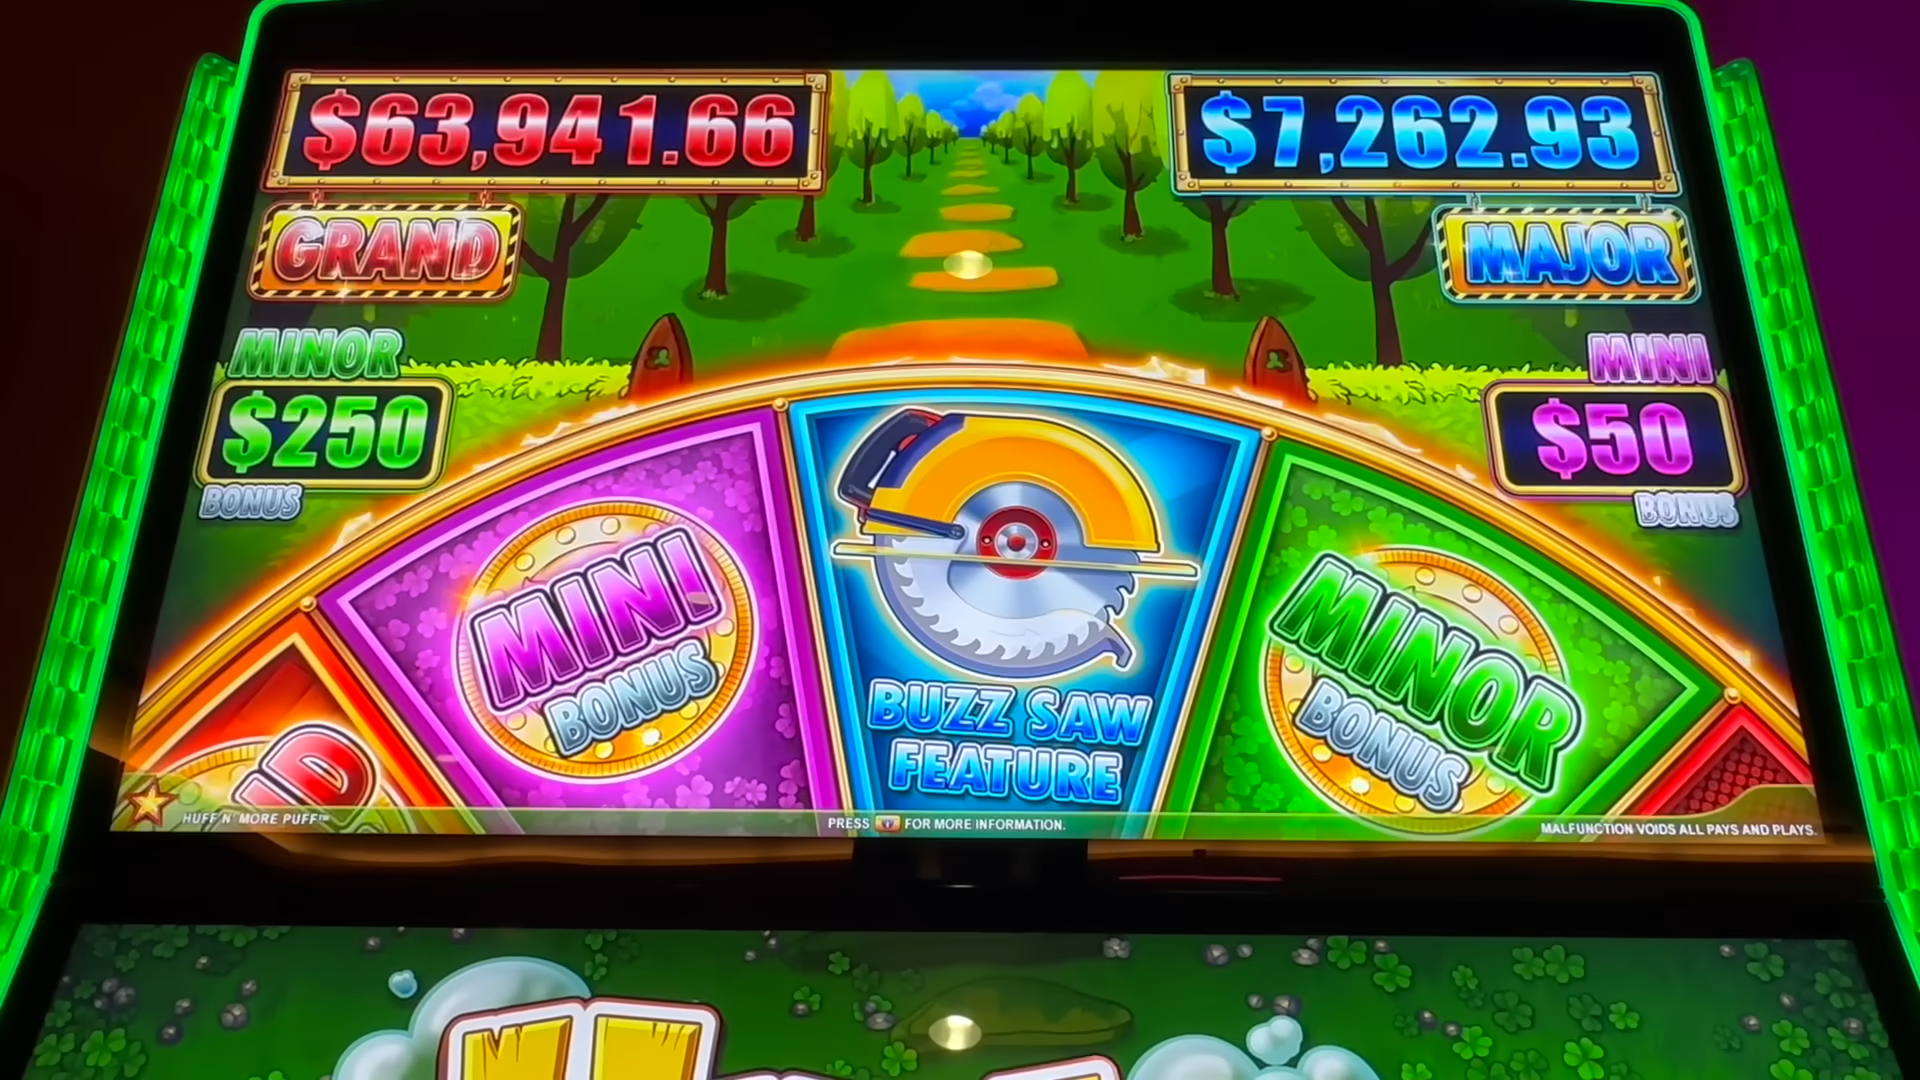 $63,941.66
$7,262.93
GRAND
MAJOR
MINOR
$250
BONUS
MINI
$50
BONUS
MINI
BONUS
BUZZ SAW
FEATURE
MINOR
BONUS
HUFF N' MORE PUFF™
PRESS FOR MORE INFORMATION.
MALFUNCTION VOIDS ALL PAYS AND PLAYS.